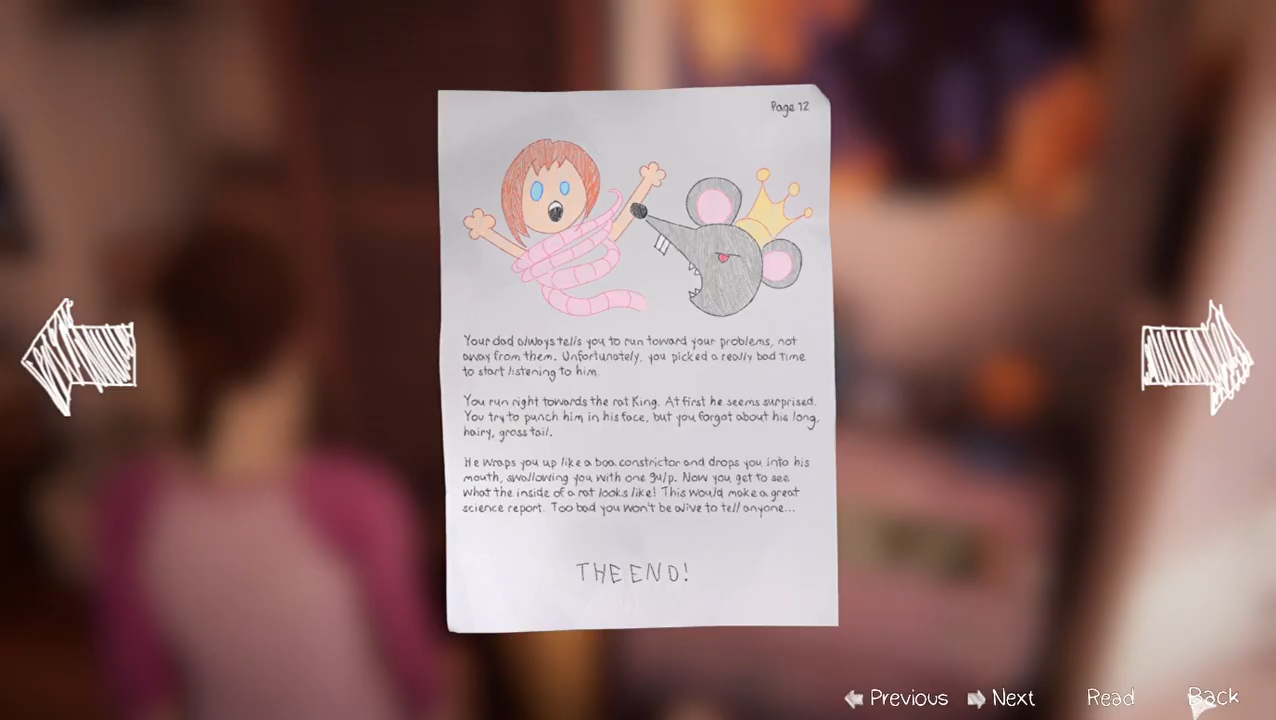 Page 12
Your dad always tells you to run toward your problems, not
away from them. Unfortunately, you picked a really bad time
to start listening to him.
You run right towards the rat King. At first he seems surprised.
You try to punch him in his face, but you forgot about his long,
hairy, gross tail.
He wraps you up like a boa constrictor and drops you into his
mouth, swallowing you with one gulp. Now you get to see
what the inside of a rat looks like! This would make a great
science report. Too bad you won't be alive to tell anyone...
THE END!
Previous Next Read Back